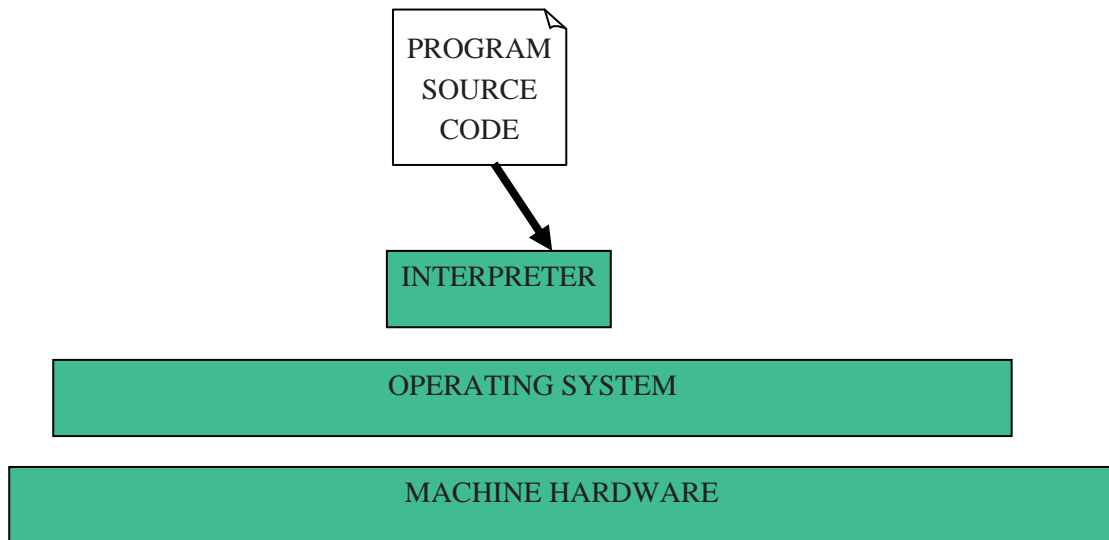 PROGRAM
SOURCE
CODE
INTERPRETER
OPERATING SYSTEM
MACHINE HARDWARE